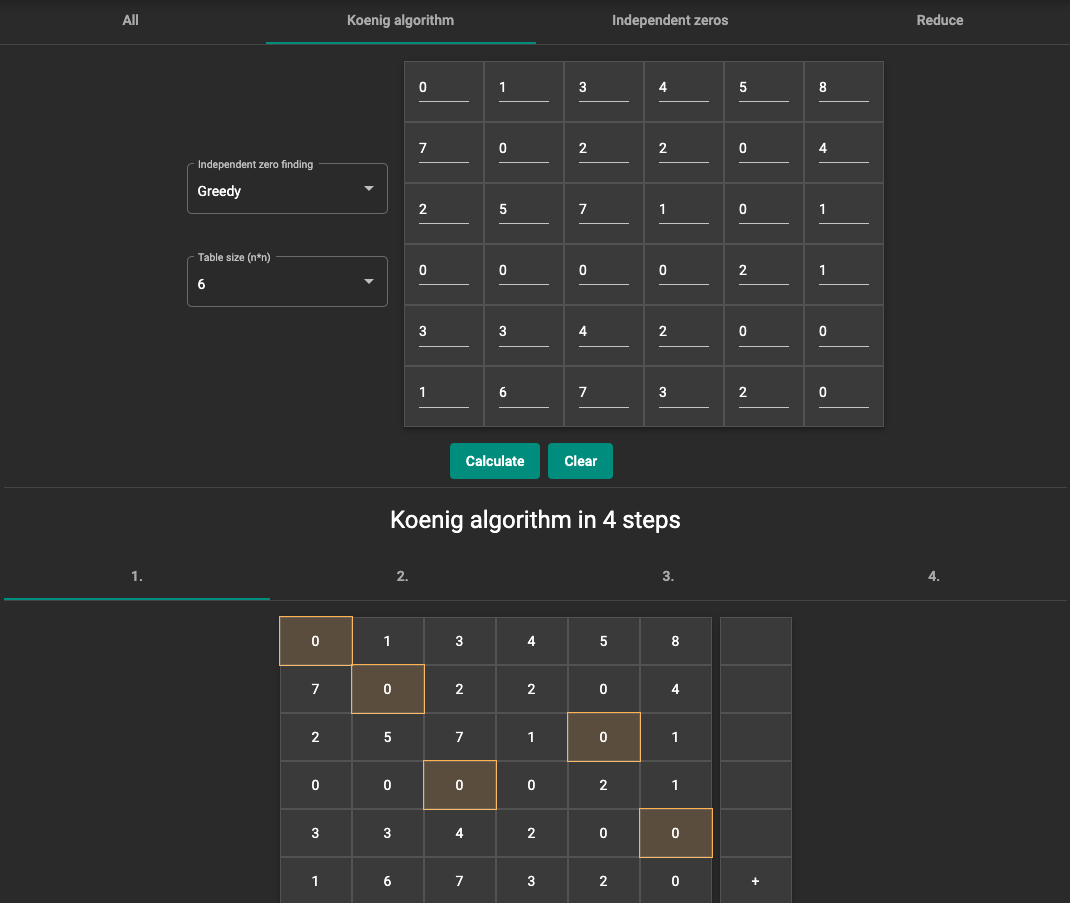 All Koenig algorithm Independent zeros Reduce
Independent zero finding
Greedy
Table size (n*n)
6
0 1 3 4 5 8
7 0 2 2 0 4
2 5 7 1 0 1
0 0 0 0 2 1
3 3 4 2 0 0
1 6 7 3 2 0
Calculate Clear
Koenig algorithm in 4 steps
1. 2. 3. 4.
0 1 3 4 5 8
7 0 2 2 0 4
2 5 7 1 0 1
0 0 0 0 2 1
3 3 4 2 0 0
1 6 7 3 2 0 +